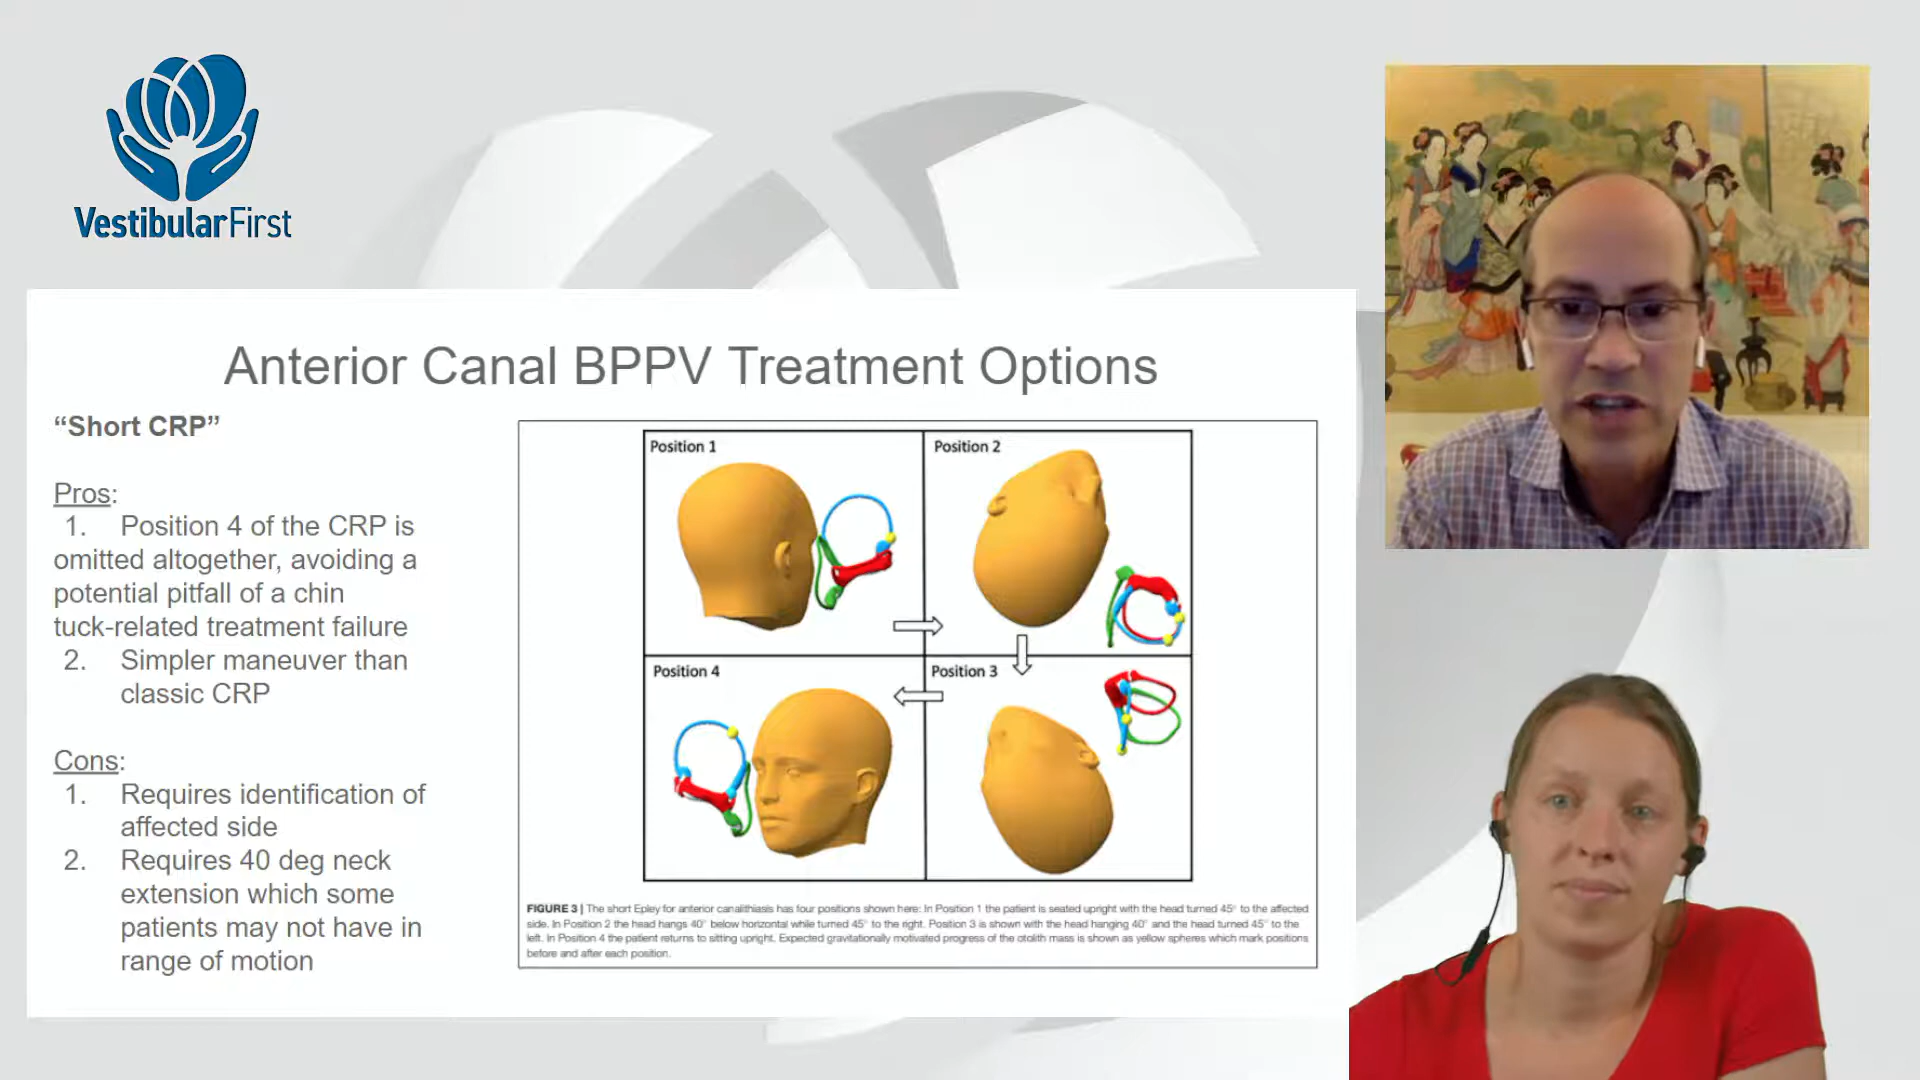 VestibularFirst
Anterior Canal BPPV Treatment Options
“Short CRP”
Pros:
1. Position 4 of the CRP is
omitted altogether, avoiding a
potential pitfall of a chin
tuck-related treatment failure
2. Simpler maneuver than
classic CRP
Cons:
1. Requires identification of
affected side
2. Requires 40 deg neck
extension which some
patients may not have in
range of motion
Position 1
Position 2
Position 4
Position 3
FIGURE 3 | The short Epley for anterior canalithiasis has four positions shown here: In Position 1 the patient is seated upright with the head turned 45° to the affected
side. In Position 2 the head hangs 40° below horizontal while turned 45° to the right. Position 3 is shown with the head hanging 40° and the head turned 45° to the
left. In Position 4 the patient returns to sitting upright. Expected gravitationally motivated progress of the otolith mass is shown as yellow spheres which mark positions
before and after each position.